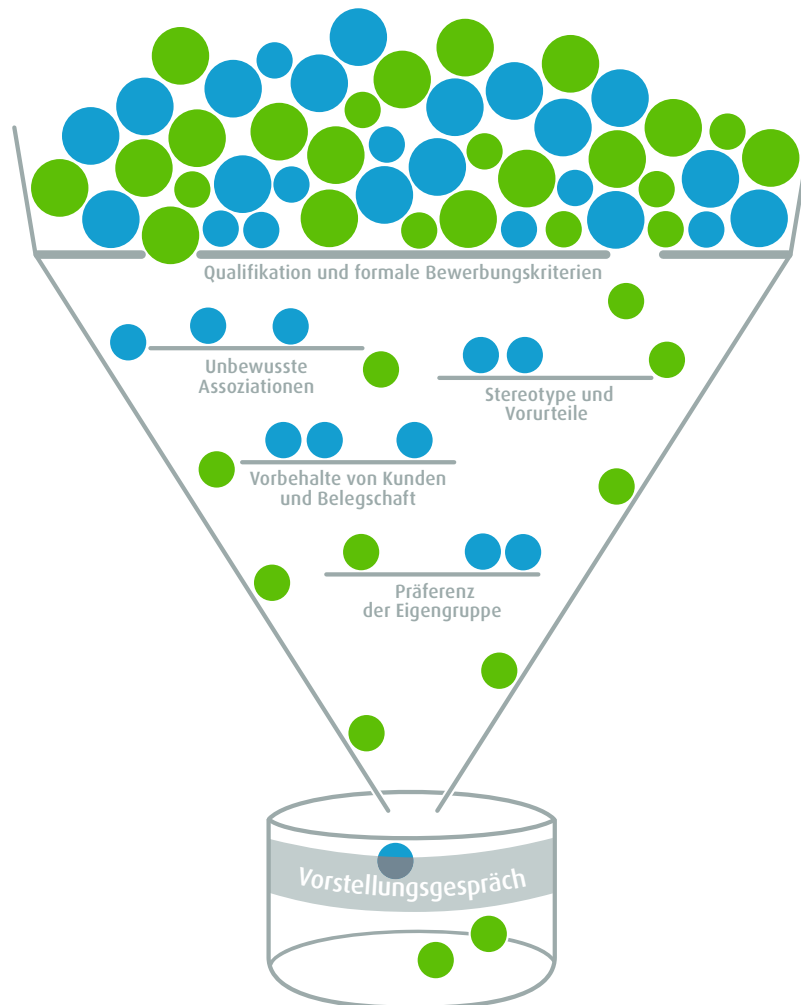 Qualifikation und formale Bewerbungskriterien
Unbewusste
Assoziationen
Stereotype und
Vorurteile
Vorbehalte von Kunden
und Belegschaft
Präferenz
der Eigengruppe
Vorstellungsgespräch